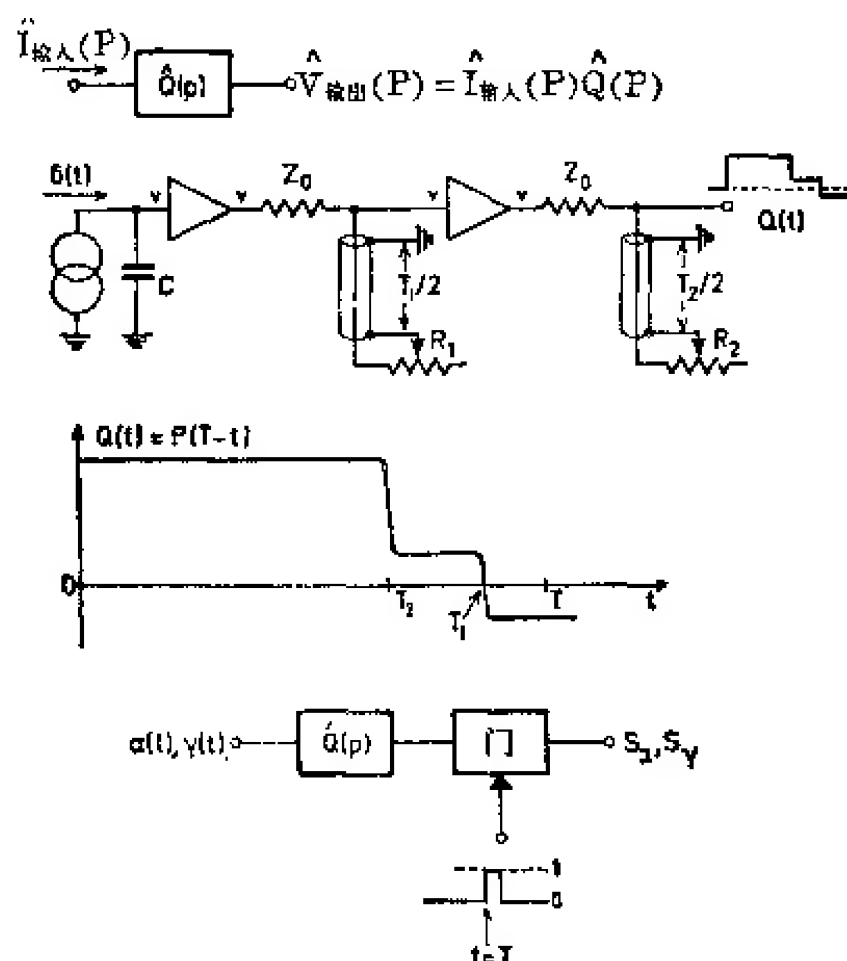 Î输入(P)
Q̂(p)
V̂输出(P) = Î输入(P)Q̂(P)
δ(t)
C
Z₀
T₁/2
R₁
Z₀
T₂/2
R₂
Q(t)
Q(t) = P(T-t)
0
T₂
T₁
T
t
α(t), γ(t)
Q̂(p)
门
Sα, Sγ
1
0
t=T